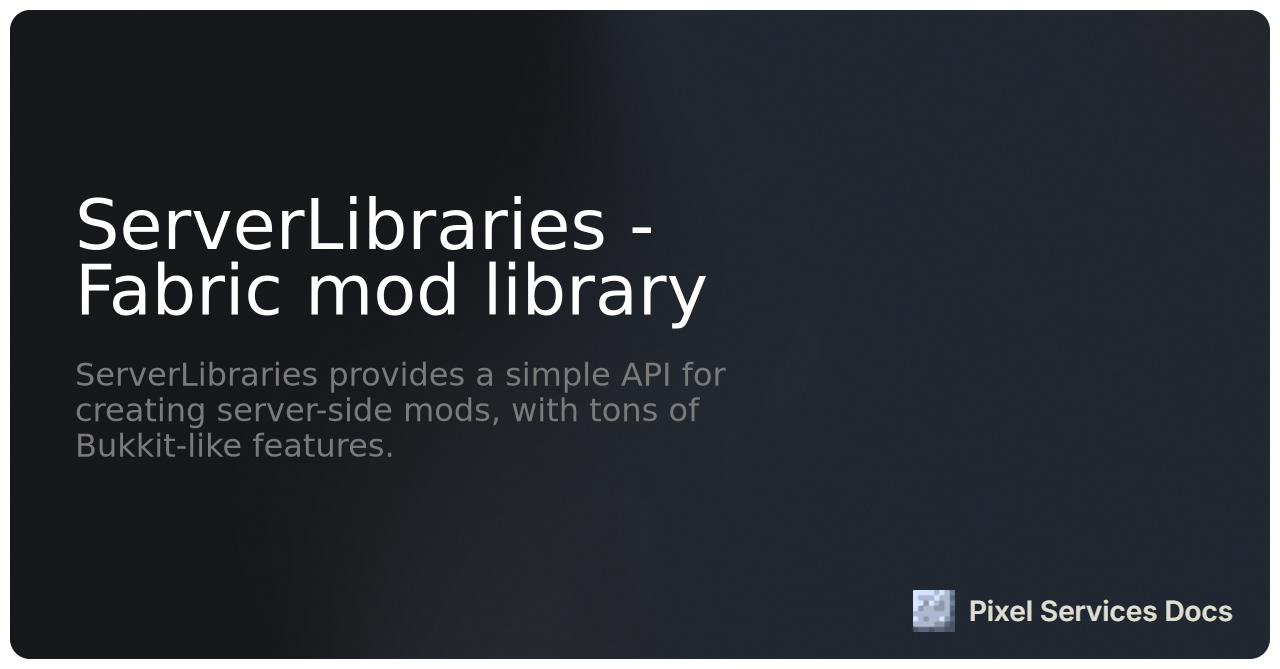 ServerLibraries -
Fabric mod library
ServerLibraries provides a simple API for
creating server-side mods, with tons of
Bukkit-like features.
Pixel Services Docs